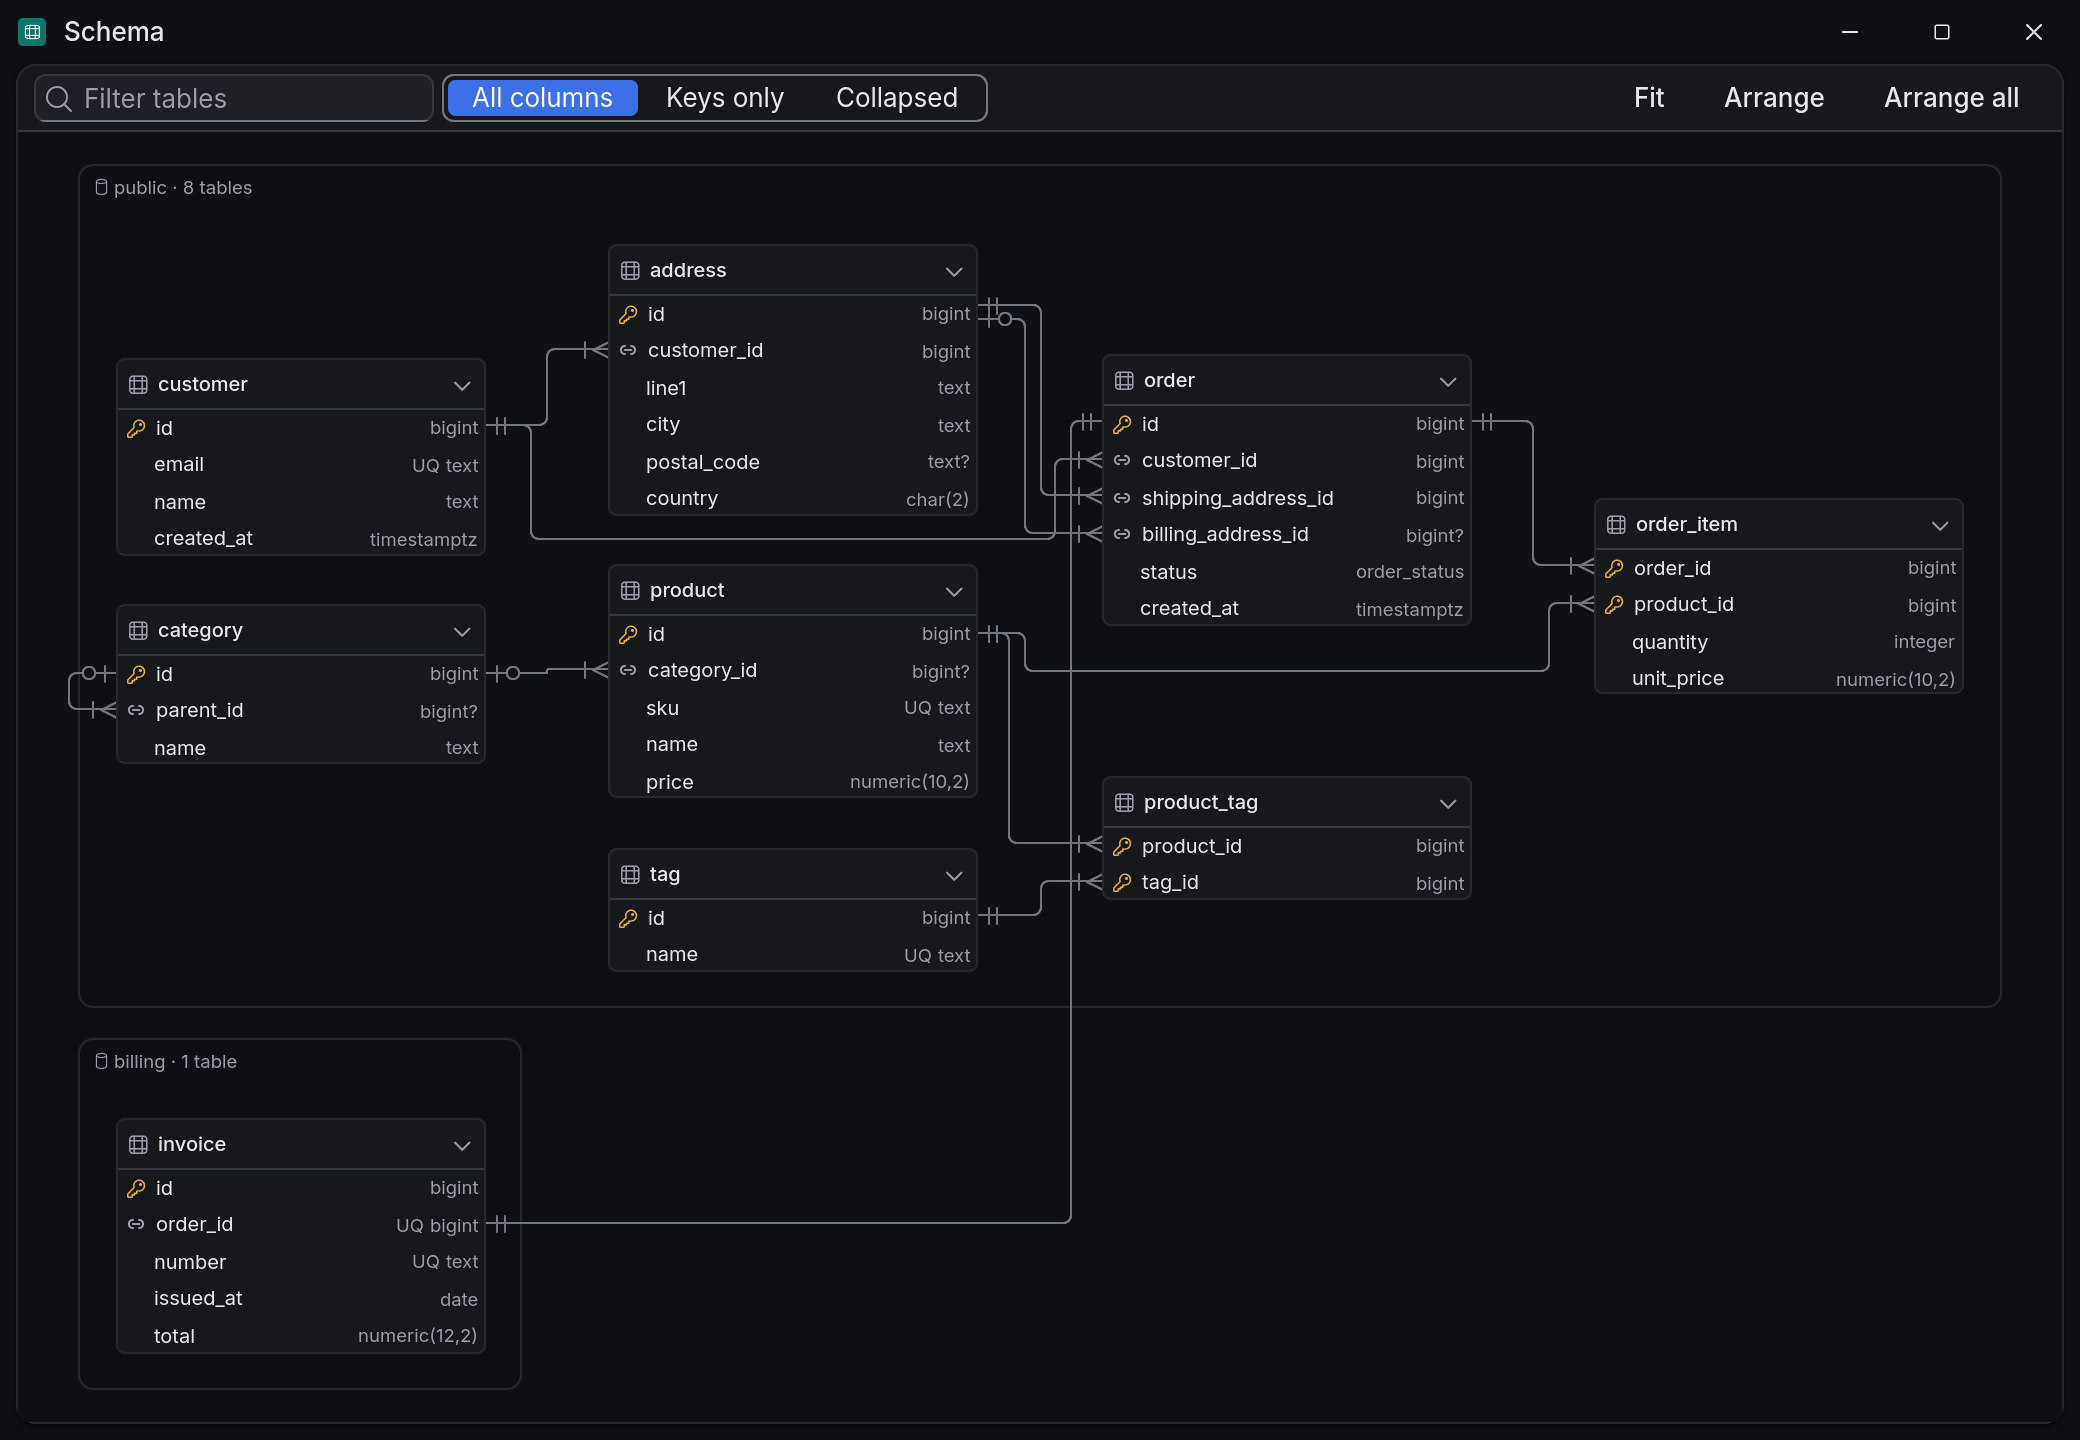 Schema
Filter tables
All columns
Keys only
Collapsed
Fit
Arrange
Arrange all
public · 8 tables
customer
id bigint
email UQ text
name text
created_at timestamptz
category
id bigint
parent_id bigint?
name text
address
id bigint
customer_id bigint
line1 text
city text
postal_code text?
country char(2)
product
id bigint
category_id bigint?
sku UQ text
name text
price numeric(10,2)
tag
id bigint
name UQ text
order
id bigint
customer_id bigint
shipping_address_id bigint
billing_address_id bigint?
status order_status
created_at timestamptz
product_tag
product_id bigint
tag_id bigint
order_item
order_id bigint
product_id bigint
quantity integer
unit_price numeric(10,2)
billing · 1 table
invoice
id bigint
order_id UQ bigint
number UQ text
issued_at date
total numeric(12,2)